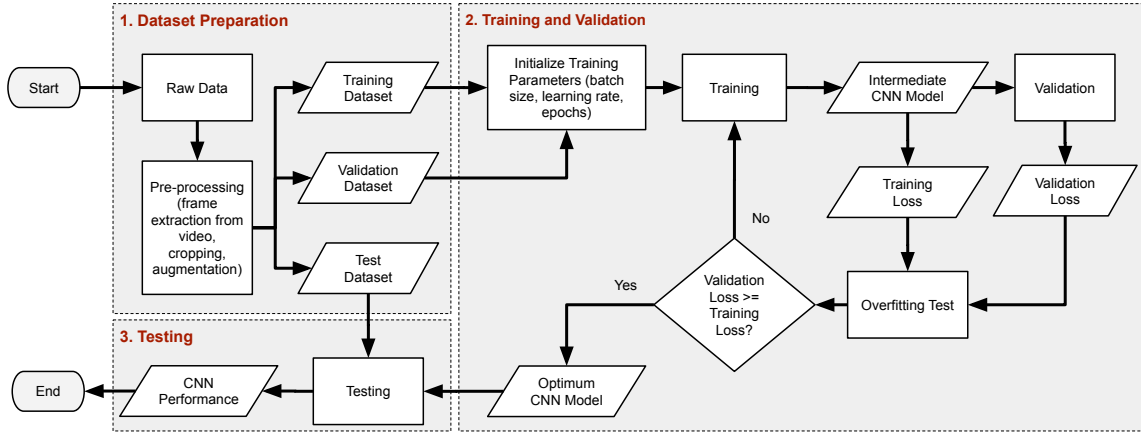 1. Dataset Preparation
2. Training and Validation
Start
Raw Data
Training
Dataset
Initialize Training
Parameters (batch
size, learning rate,
epochs)
Training
Intermediate
CNN Model
Validation
Pre-processing
(frame
extraction from
video,
cropping,
augmentation)
Validation
Dataset
Training
Loss
Validation
Loss
No
Test
Dataset
Yes
Validation
Loss >=
Training
Loss?
Overfitting Test
3. Testing
End
CNN
Performance
Testing
Optimum
CNN Model